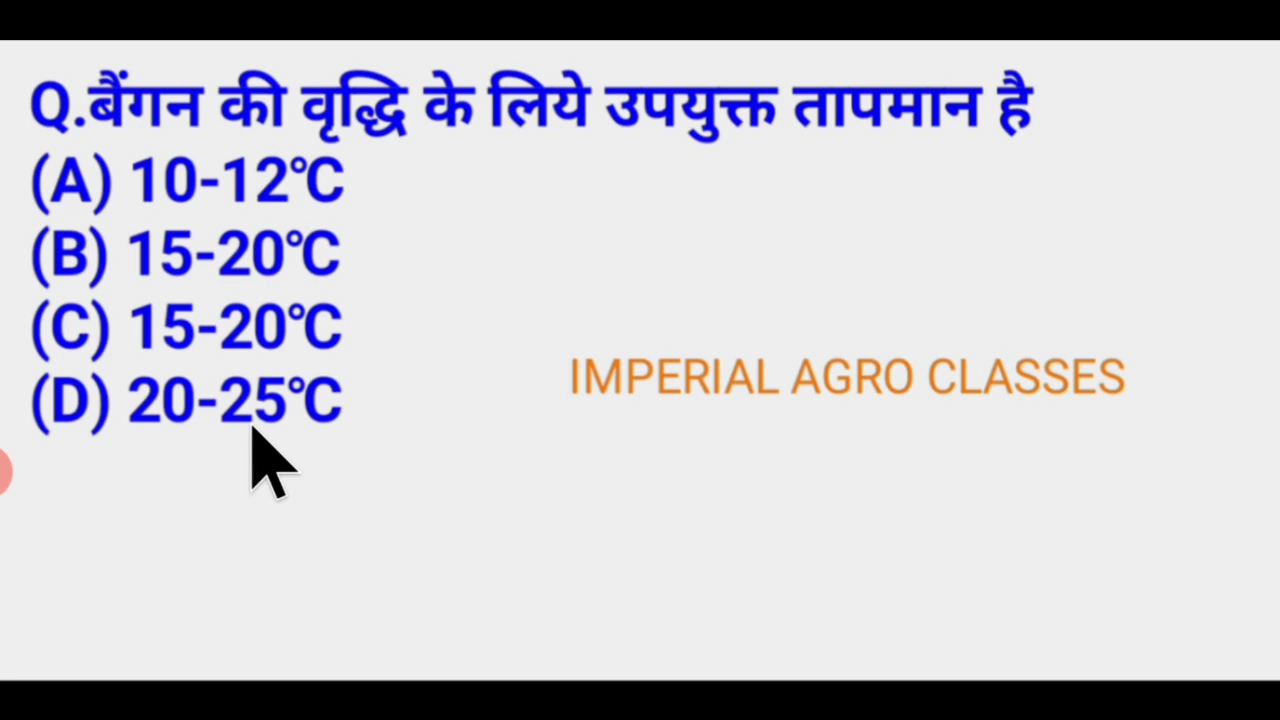 Q.बैंगन की वृद्धि के लिये उपयुक्त तापमान है
(A) 10-12℃
(B) 15-20℃
(C) 15-20℃
(D) 20-25℃
IMPERIAL AGRO CLASSES